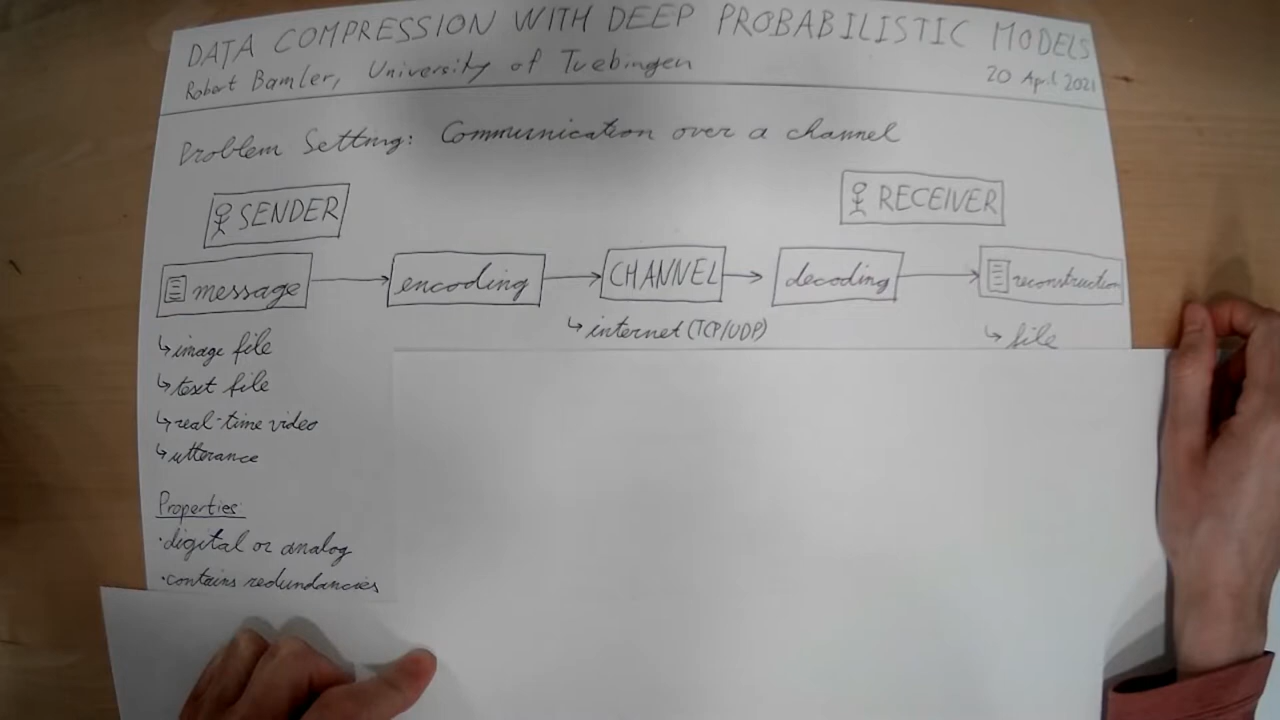 DATA COMPRESSION WITH DEEP PROBABILISTIC MODELS
Robert Bamler, University of Tuebingen
20 April 2021
Problem Setting: Communication over a channel
SENDER
RECEIVER
message
encoding
CHANNEL
decoding
reconstruction
↳ image file
↳ text file
↳ real-time video
↳ utterance
↳ internet (TCP/UDP)
↳ file
Properties:
· digital or analog
· contains redundancies